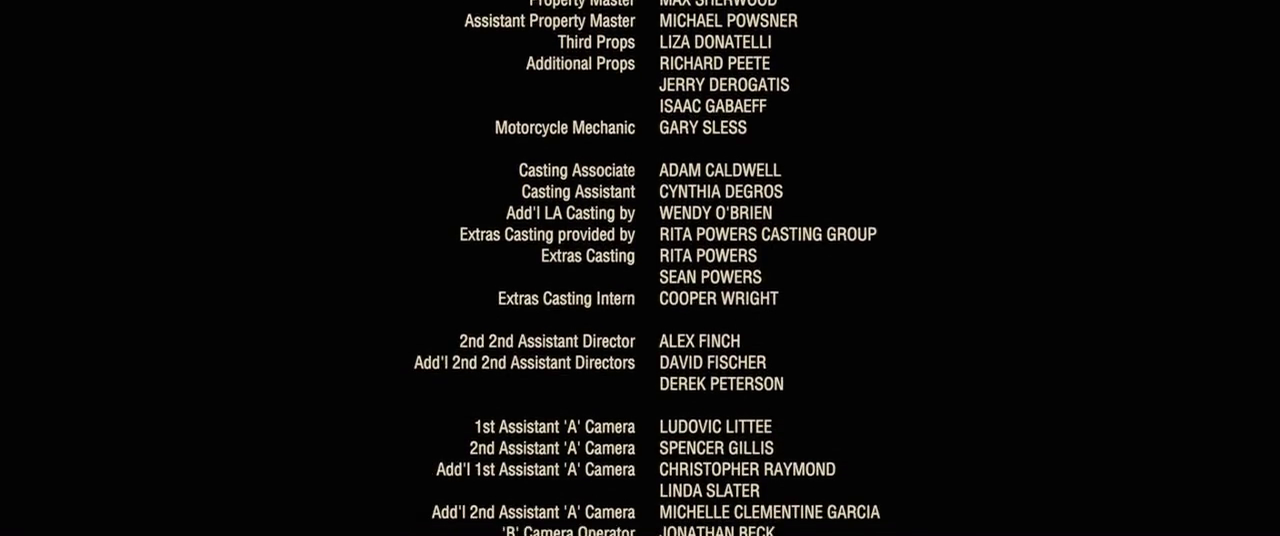 Property Master MAX SHERWOOD
Assistant Property Master MICHAEL POWSNER
Third Props LIZA DONATELLI
Additional Props RICHARD PEETE
JERRY DEROGATIS
ISAAC GABAEFF
Motorcycle Mechanic GARY SLESS
Casting Associate ADAM CALDWELL
Casting Assistant CYNTHIA DEGROS
Add'l LA Casting by WENDY O'BRIEN
Extras Casting provided by RITA POWERS CASTING GROUP
Extras Casting RITA POWERS
SEAN POWERS
Extras Casting Intern COOPER WRIGHT
2nd 2nd Assistant Director ALEX FINCH
Add'l 2nd 2nd Assistant Directors DAVID FISCHER
DEREK PETERSON
1st Assistant 'A' Camera LUDOVIC LITTEE
2nd Assistant 'A' Camera SPENCER GILLIS
Add'l 1st Assistant 'A' Camera CHRISTOPHER RAYMOND
LINDA SLATER
Add'l 2nd Assistant 'A' Camera MICHELLE CLEMENTINE GARCIA
'B' Camera Operator JONATHAN BECK